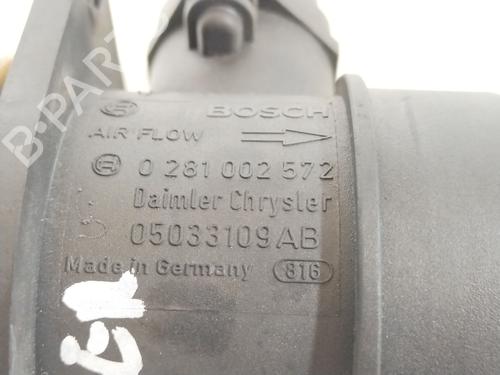 BOSCH
AIR FLOW
0 281 002 572
Daimler Chrysler
05033109AB
Made in Germany 816
B-PARTS